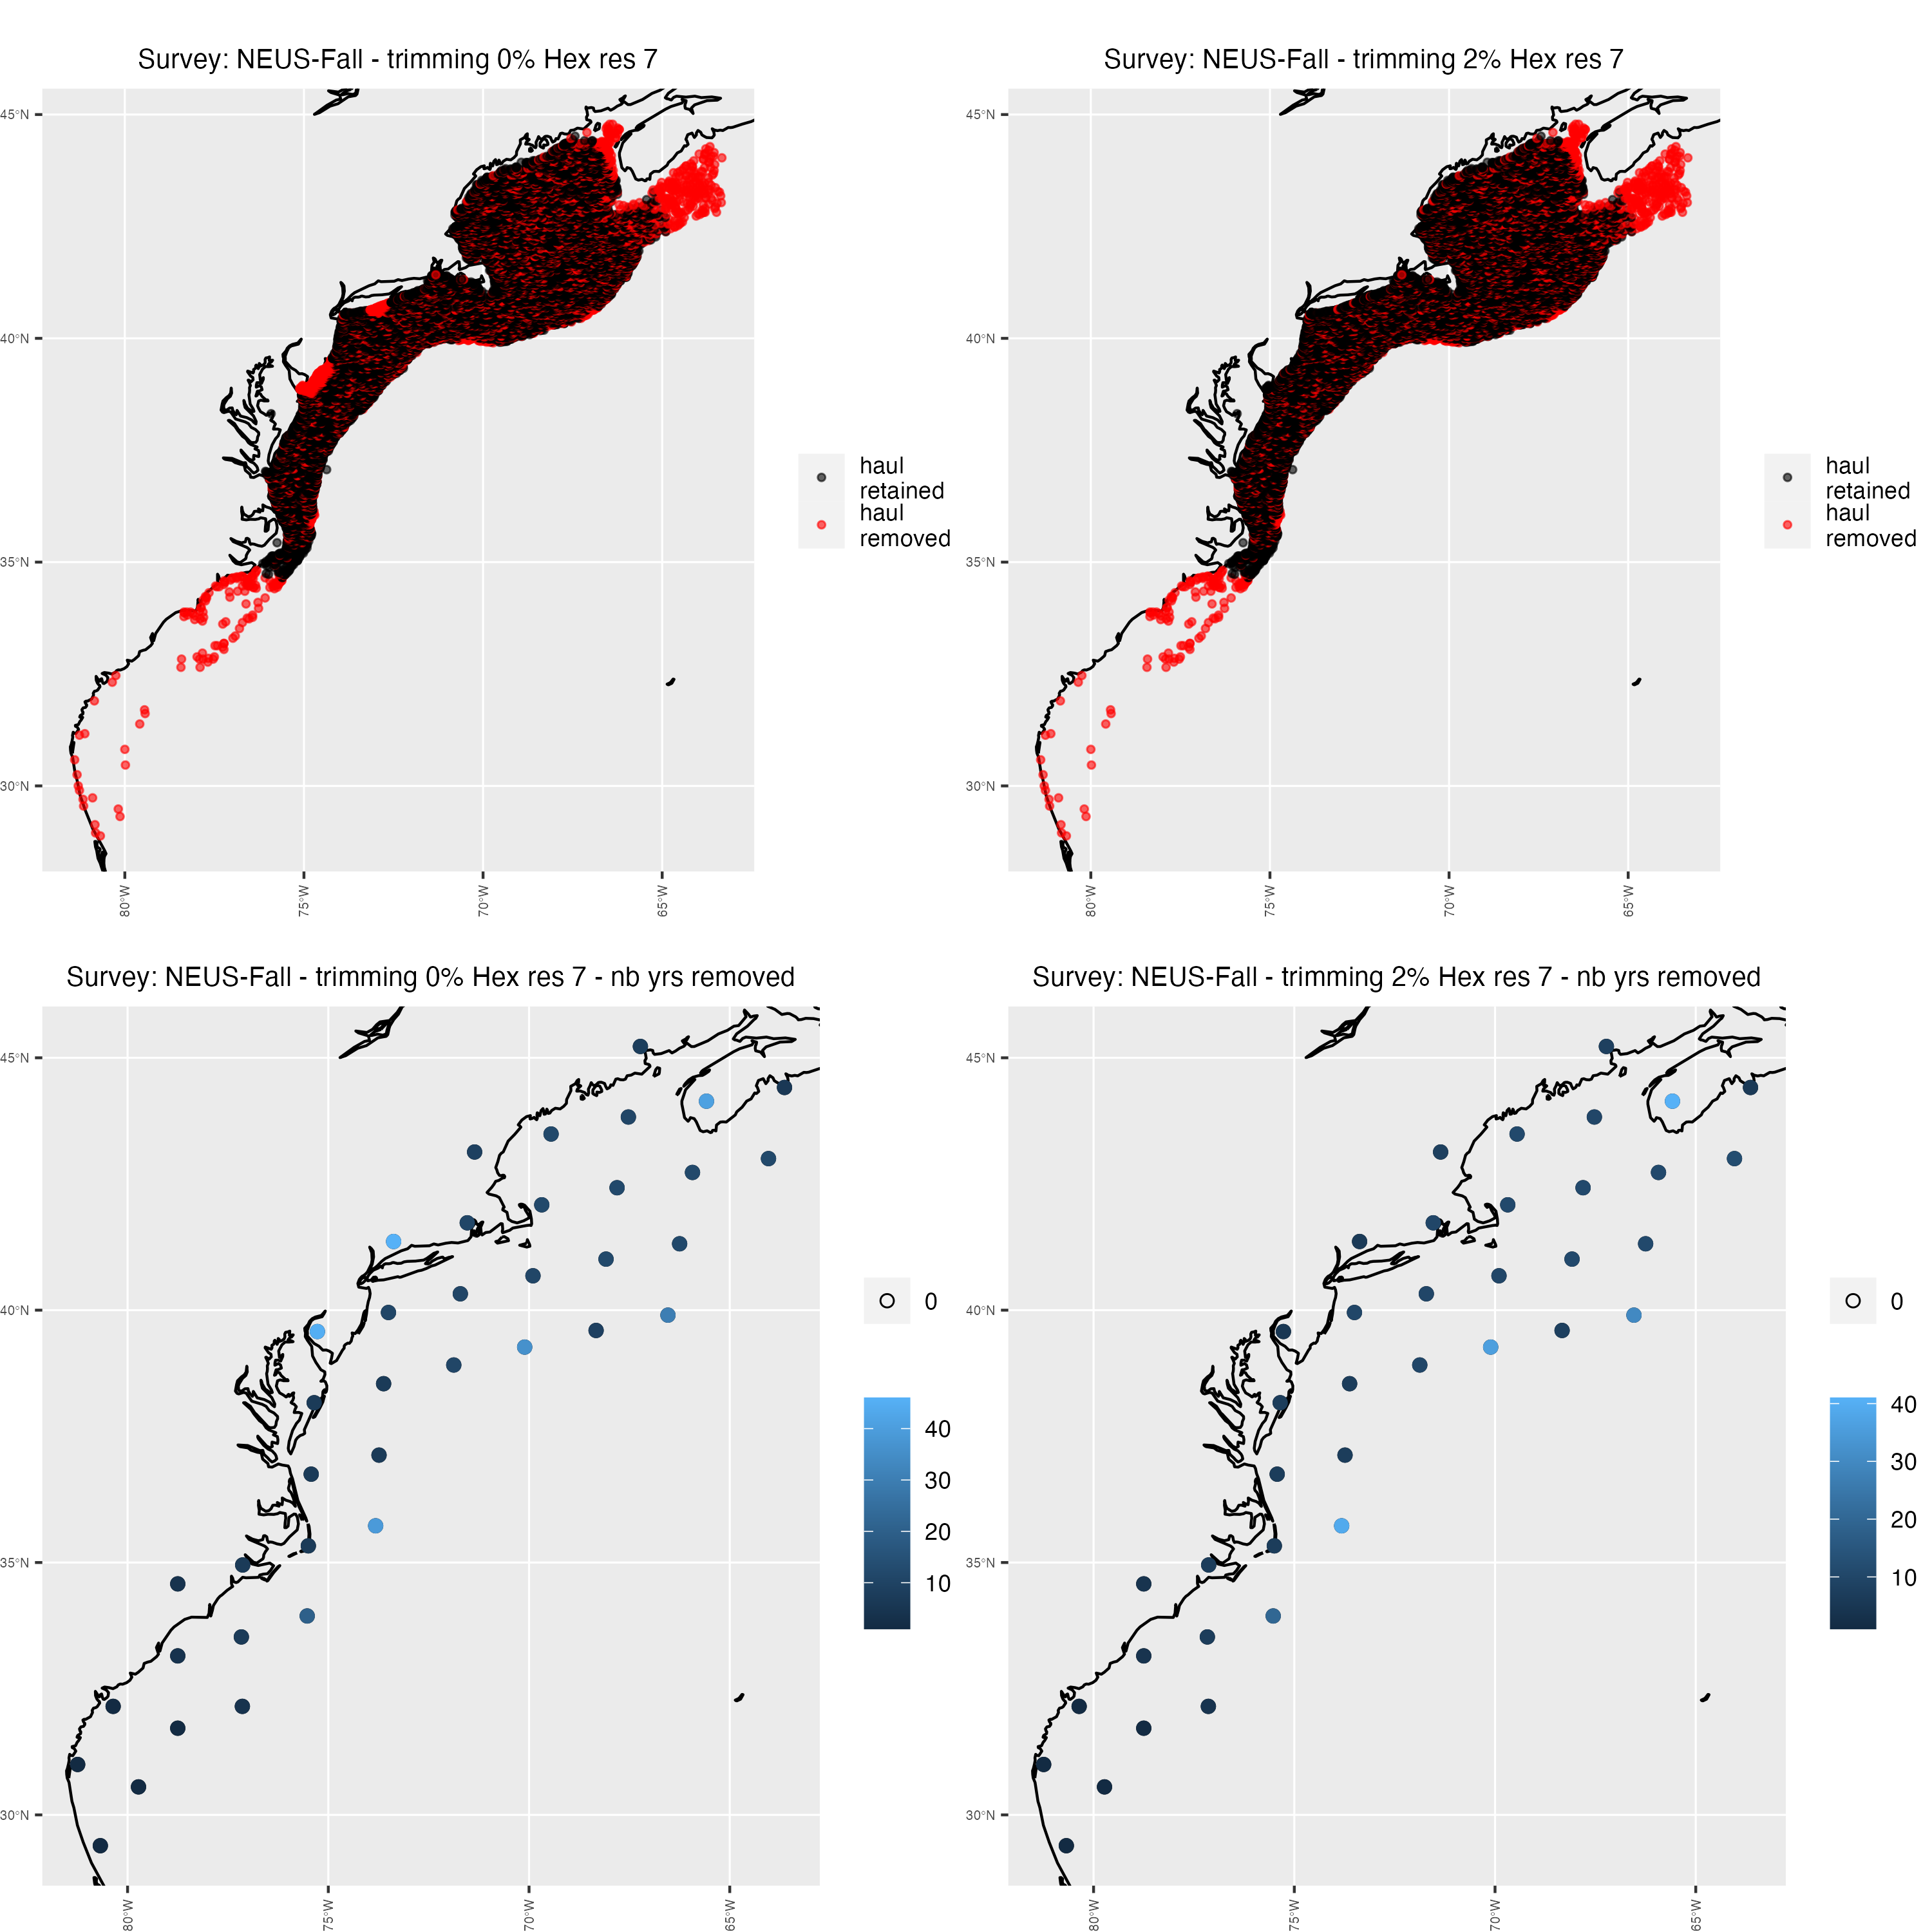 Survey: NEUS-Fall - trimming 0% Hex res 7
45°N
40°N
35°N
30°N
80°W
75°W
70°W
65°W
haul
retained
haul
removed
Survey: NEUS-Fall - trimming 2% Hex res 7
45°N
40°N
35°N
30°N
80°W
75°W
70°W
65°W
haul
retained
haul
removed
Survey: NEUS-Fall - trimming 0% Hex res 7 - nb yrs removed
45°N
40°N
35°N
30°N
80°W
75°W
70°W
65°W
0
40
30
20
10
Survey: NEUS-Fall - trimming 2% Hex res 7 - nb yrs removed
45°N
40°N
35°N
30°N
80°W
75°W
70°W
65°W
0
40
30
20
10